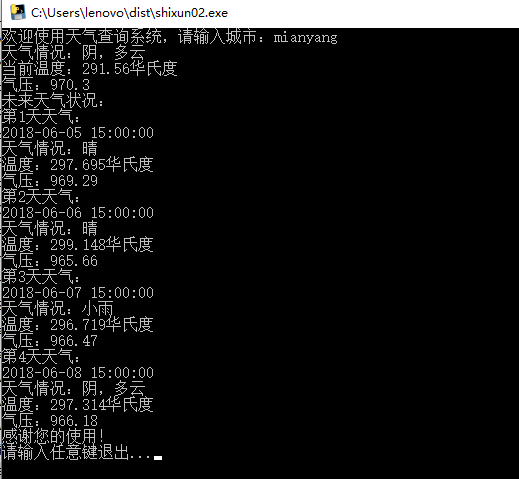 C:\Users\lenovo\dist\shixun02.exe
欢迎使用天气查询系统，请输入城市：mianyang
天气情况：阴，多云
当前温度：291.56华氏度
气压：970.3
未来天气状况：
第1天天气：
2018-06-05 15:00:00
天气情况：晴
温度：297.695华氏度
气压：969.29
第2天天气：
2018-06-06 15:00:00
天气情况：晴
温度：299.148华氏度
气压：965.66
第3天天气：
2018-06-07 15:00:00
天气情况：小雨
温度：296.719华氏度
气压：966.47
第4天天气：
2018-06-08 15:00:00
天气情况：阴，多云
温度：297.314华氏度
气压：966.18
感谢您的使用！
请输入任意键退出...